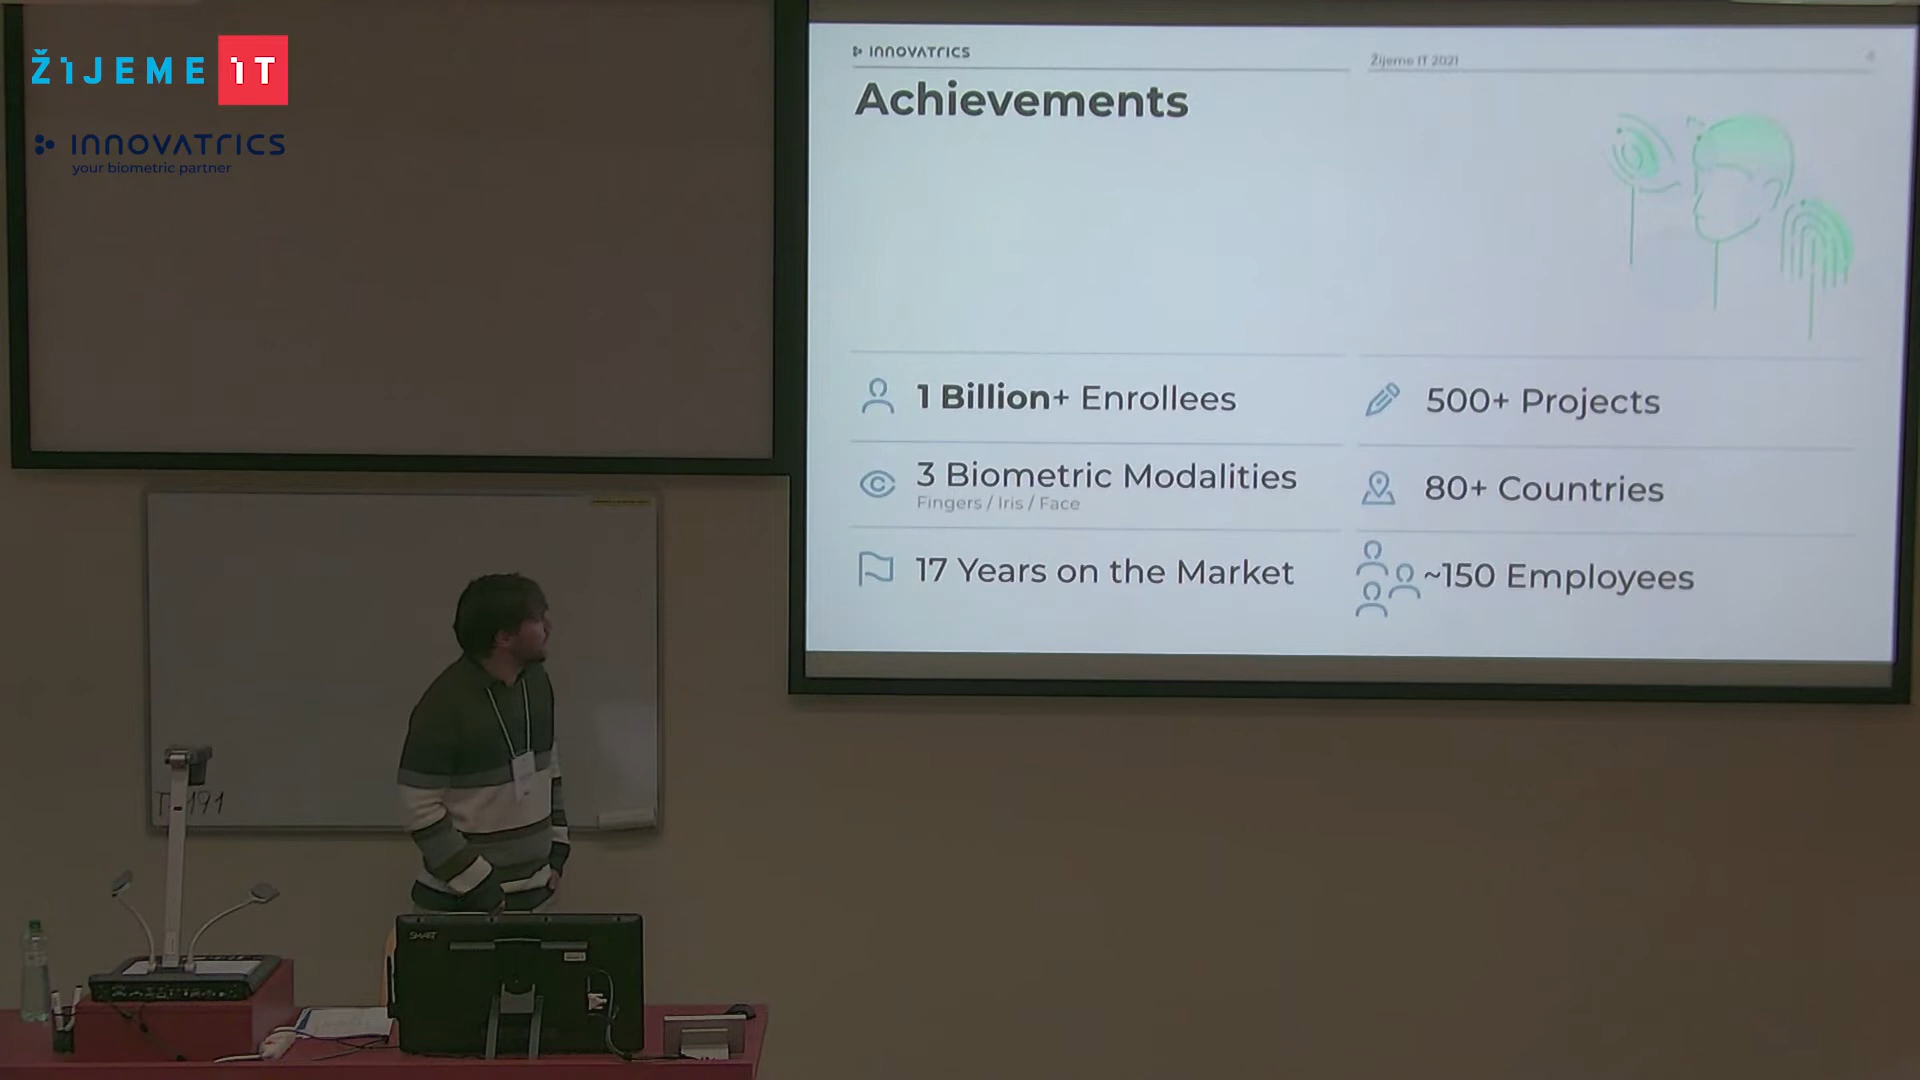 ŽIJEME IT
INNOVATRICS
your biometric partner
INNOVATRICS
Žijeme IT 2021
Achievements
1 Billion+ Enrollees
500+ Projects
3 Biometric Modalities
Fingers / Iris / Face
80+ Countries
17 Years on the Market
~150 Employees
SMART